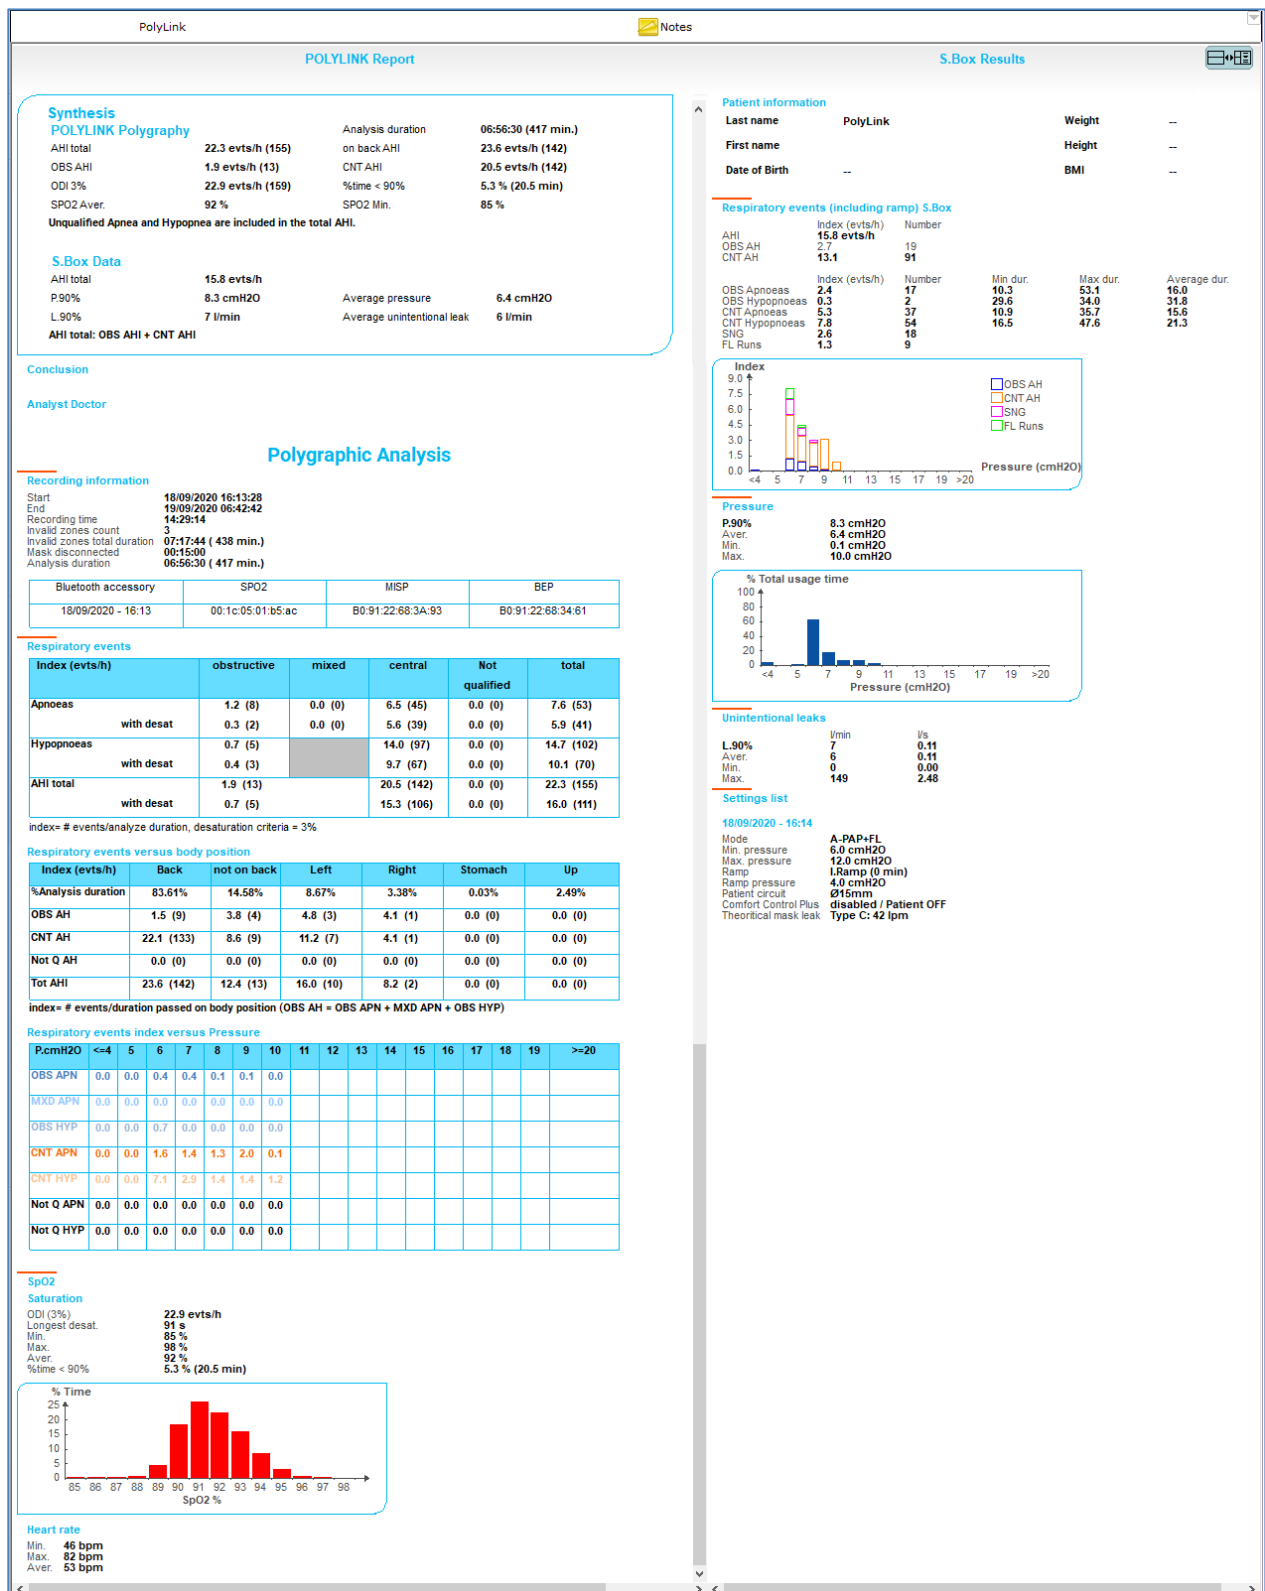 PolyLink
Notes
POLYLINK Report
S.Box Results
Synthesis
POLYLINK Polygraphy
Analysis duration 06:56:30 (417 min.)
AHI total 22.3 evts/h (155) on back AHI 23.6 evts/h (142)
OBS AHI 1.9 evts/h (13) CNT AHI 20.5 evts/h (142)
ODI 3% 22.9 evts/h (159) %time < 90% 5.3 % (20.5 min)
SPO2 Aver. 92 % SPO2 Min. 85 %
Unqualified Apnea and Hypopnea are included in the total AHI.
S.Box Data
AHI total 15.8 evts/h
P.90% 8.3 cmH2O Average pressure 6.4 cmH2O
L.90% 7 l/min Average unintentional leak 6 l/min
AHI total: OBS AHI + CNT AHI
Conclusion
Analyst Doctor
Polygraphic Analysis
Recording information
Start 18/09/2020 16:13:28
End 19/09/2020 06:42:42
Recording time 14:29:14
Invalid zones count 3
Invalid zones total duration 07:17:44 ( 438 min.)
Mask disconnected 00:15:00
Analysis duration 06:56:30 ( 417 min.)
Bluetooth accessory SPO2 MISP BEP
18/09/2020 - 16:13 00:1c:05:01:b5:ac B0:91:22:68:3A:93 B0:91:22:68:34:61
Respiratory events
Index (evts/h) obstructive mixed central Not qualified total
Apnoeas 1.2 (8) 0.0 (0) 6.5 (45) 0.0 (0) 7.6 (53)
with desat 0.3 (2) 0.0 (0) 5.6 (39) 0.0 (0) 5.9 (41)
Hypopnoeas 0.7 (5) 14.0 (97) 0.0 (0) 14.7 (102)
with desat 0.4 (3) 9.7 (67) 0.0 (0) 10.1 (70)
AHI total 1.9 (13) 20.5 (142) 0.0 (0) 22.3 (155)
with desat 0.7 (5) 15.3 (106) 0.0 (0) 16.0 (111)
index= # events/analyze duration, desaturation criteria = 3%
Respiratory events versus body position
Index (evts/h) Back not on back Left Right Stomach Up
%Analysis duration 83.61% 14.58% 8.67% 3.38% 0.03% 2.49%
OBS AH 1.5 (9) 3.8 (4) 4.8 (3) 4.1 (1) 0.0 (0) 0.0 (0)
CNT AH 22.1 (133) 8.6 (9) 11.2 (7) 4.1 (1) 0.0 (0) 0.0 (0)
Not Q AH 0.0 (0) 0.0 (0) 0.0 (0) 0.0 (0) 0.0 (0) 0.0 (0)
Tot AHI 23.6 (142) 12.4 (13) 16.0 (10) 8.2 (2) 0.0 (0) 0.0 (0)
index= # events/duration passed on body position (OBS AH = OBS APN + MXD APN + OBS HYP)
Respiratory events index versus Pressure
P.cmH2O <=4 5 6 7 8 9 10 11 12 13 14 15 16 17 18 19 >=20
OBS APN 0.0 0.0 0.4 0.4 0.1 0.1 0.0
MXD APN 0.0 0.0 0.0 0.0 0.0 0.0 0.0
OBS HYP 0.0 0.0 0.7 0.0 0.0 0.0 0.0
CNT APN 0.0 0.0 1.6 1.4 1.3 2.0 0.1
CNT HYP 0.0 0.0 7.1 2.9 1.4 1.4 1.2
Not Q APN 0.0 0.0 0.0 0.0 0.0 0.0 0.0
Not Q HYP 0.0 0.0 0.0 0.0 0.0 0.0 0.0
SpO2
Saturation
ODI (3%) 22.9 evts/h
Longest desat. 91 s
Min. 85 %
Max. 98 %
Aver. 92 %
%time < 90% 5.3 % (20.5 min)
% Time
25
20
15
10
5
0
85 86 87 88 89 90 91 92 93 94 95 96 97 98
SpO2 %
Heart rate
Min. 46 bpm
Max. 82 bpm
Aver. 53 bpm
Patient information
Last name PolyLink Weight --
First name Height --
Date of Birth -- BMI --
Respiratory events (including ramp) S.Box
Index (evts/h) Number
AHI 15.8 evts/h
OBS AH 2.7 19
CNT AH 13.1 91
Index (evts/h) Number Min dur. Max dur. Average dur.
OBS Apnoeas 2.4 17 10.3 53.1 16.0
OBS Hypopnoeas 0.3 2 29.6 34.0 31.8
CNT Apnoeas 5.3 37 10.9 35.7 15.6
CNT Hypopnoeas 7.8 54 16.5 47.6 21.3
SNG 2.6 18
FL Runs 1.3 9
Index
9.0
7.5
6.0
4.5
3.0
1.5
0.0
<4 5 7 9 11 13 15 17 19 >20
Pressure (cmH2O)
OBS AH
CNT AH
SNG
FL Runs
Pressure
P.90% 8.3 cmH2O
Aver. 6.4 cmH2O
Min. 0.1 cmH2O
Max. 10.0 cmH2O
% Total usage time
100
80
60
40
20
0
<4 5 7 9 11 13 15 17 19 >20
Pressure (cmH2O)
Unintentional leaks
l/min l/s
L.90% 7 0.11
Aver. 6 0.11
Min. 0 0.00
Max. 149 2.48
Settings list
18/09/2020 - 16:14
Mode A-PAP+FL
Min. pressure 6.0 cmH2O
Max. pressure 12.0 cmH2O
Ramp I.Ramp (0 min)
Ramp pressure 4.0 cmH2O
Patient circuit Ø15mm
Comfort Control Plus disabled / Patient OFF
Theoritical mask leak Type C: 42 lpm